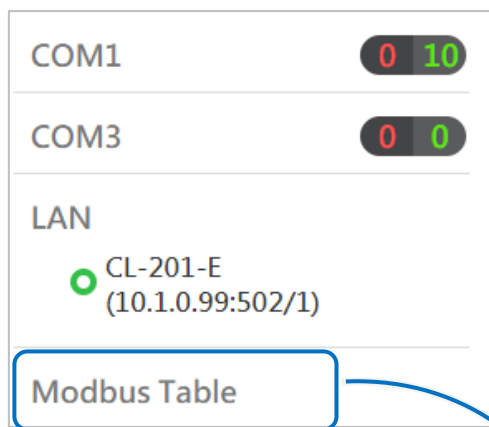 COM1 0 10
COM3 0 0
LAN
CL-201-E
(10.1.0.99:502/1)
Modbus Table